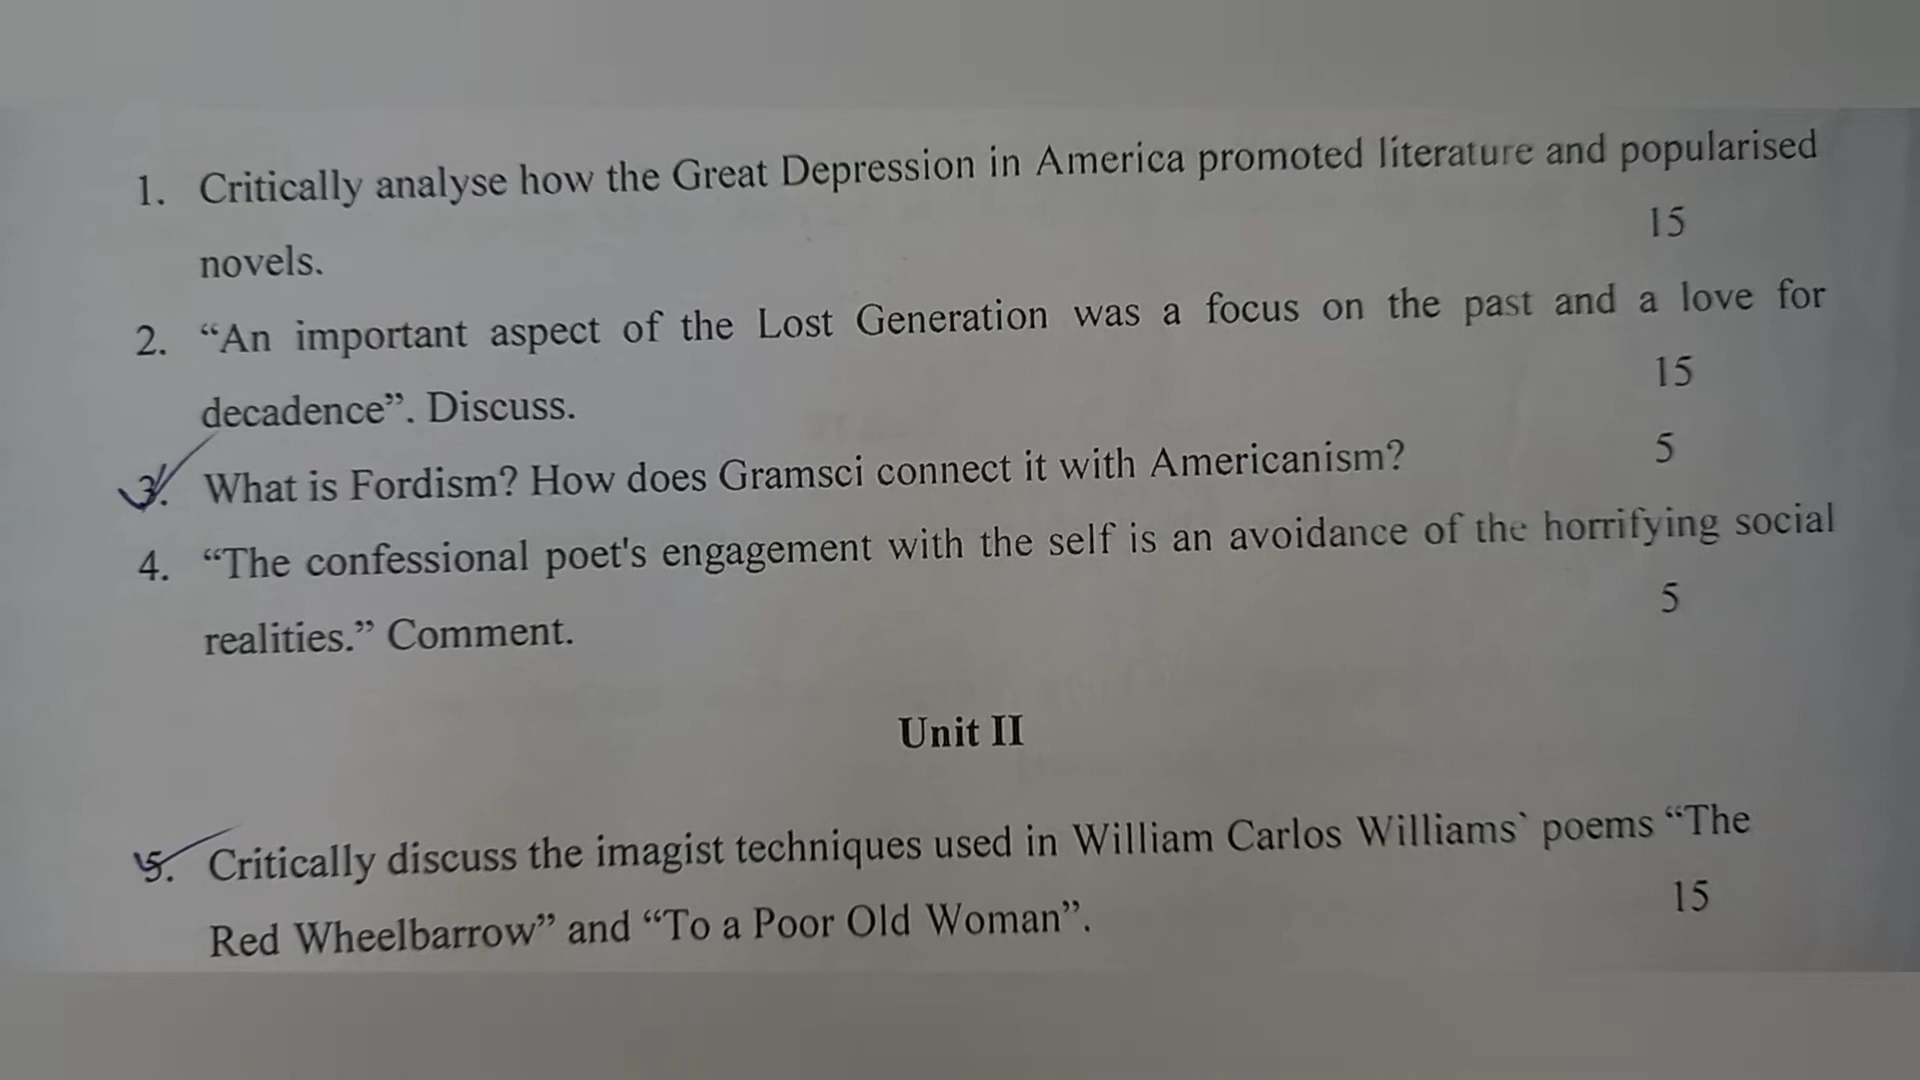 1. Critically analyse how the Great Depression in America promoted literature and popularised
novels. 15
2. “An important aspect of the Lost Generation was a focus on the past and a love for
decadence”. Discuss. 15
3. What is Fordism? How does Gramsci connect it with Americanism? 5
4. “The confessional poet's engagement with the self is an avoidance of the horrifying social
realities.” Comment. 5
Unit II
5. Critically discuss the imagist techniques used in William Carlos Williams` poems “The
Red Wheelbarrow” and “To a Poor Old Woman”. 15